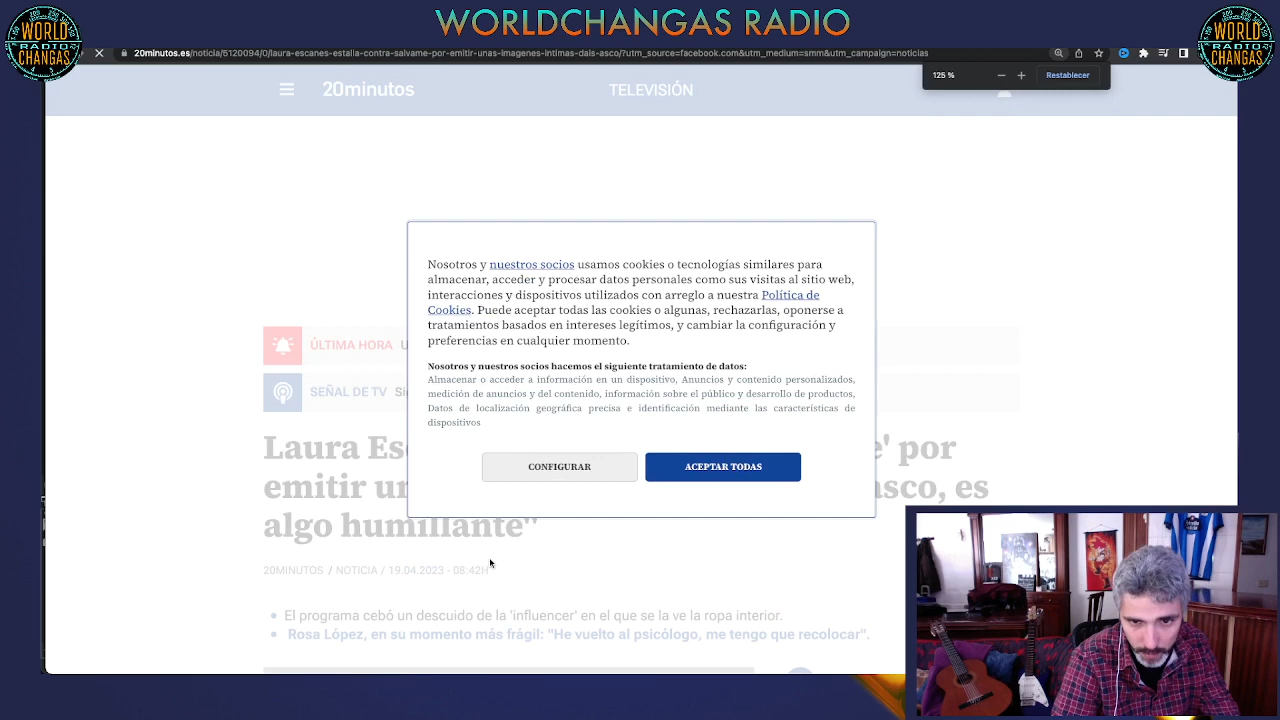 WORLDCHANGAS RADIO
WORLD
RADIO
CHANGAS
WORLD
RADIO
CHANGAS
20minutos.es/noticia/5120094/0/laura-escanes-estalla-contra-salvame-por-emitir-unas-imagenes-intimas-dais-asco/?utm_source=facebook.com&utm_medium=smm&utm_campaign=noticias
125 %
Restablecer
20minutos
TELEVISIÓN
Nosotros y nuestros socios usamos cookies o tecnologías similares para
almacenar, acceder y procesar datos personales como sus visitas al sitio web,
interacciones y dispositivos utilizados con arreglo a nuestra Política de
Cookies. Puede aceptar todas las cookies o algunas, rechazarlas, oponerse a
tratamientos basados en intereses legítimos, y cambiar la configuración y
preferencias en cualquier momento.
Nosotros y nuestros socios hacemos el siguiente tratamiento de datos:
Almacenar o acceder a información en un dispositivo, Anuncios y contenido personalizados,
medición de anuncios y del contenido, información sobre el público y desarrollo de productos,
Datos de localización geográfica precisa e identificación mediante las características de
dispositivos
CONFIGURAR
ACEPTAR TODAS
ÚLTIMA HORA U
SEÑAL DE TV
Laura Es e' por
emitir u asco, es
algo humillante"
20MINUTOS / NOTICIA / 19.04.2023 - 08:42H
El programa cebó un descuido de la 'influencer' en el que se la ve la ropa interior.
Rosa López, en su momento más frágil: "He vuelto al psicólogo, me tengo que recolocar".